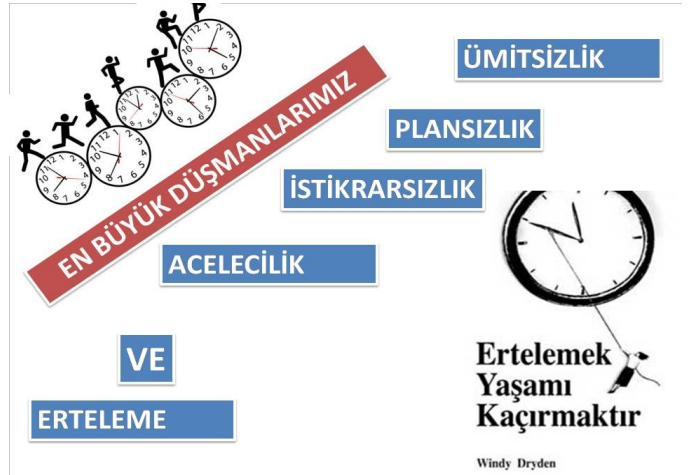 EN BÜYÜK DÜŞMANLARIMIZ
ÜMİTSİZLİK
PLANSIZLIK
İSTİKRARSIZLIK
ACELECİLİK
VE
ERTELEME
Ertelemek
Yaşamı
Kaçırmaktır
Windy Dryden